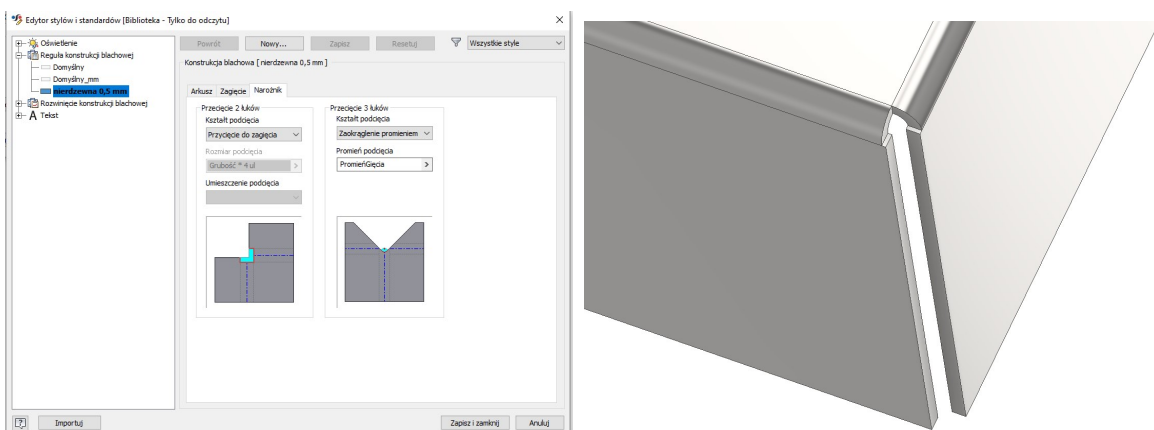 Edytor stylów i standardów [Biblioteka - Tylko do odczytu]
Oświetlenie
Reguła konstrukcji blachowej
Domyślny
Domyślny_mm
nierdzewna 0,5 mm
Rozwinięcie konstrukcji blachowej
A Tekst
Powrót
Nowy...
Zapisz
Resetuj
Wszystkie style
Konstrukcja blachowa [ nierdzewna 0,5 mm ]
Arkusz
Zagięcie
Narożnik
Przecięcie 2 łuków
Kształt podcięcia
Przycięcie do zagięcia
Rozmiar podcięcia
Grubość * 4 ul
>
Umieszczenie podcięcia
Przecięcie 3 łuków
Kształt podcięcia
Zaokrąglenie promieniem
Promień podcięcia
PromieńGięcia
>
?
Importuj
Zapisz i zamknij
Anuluj